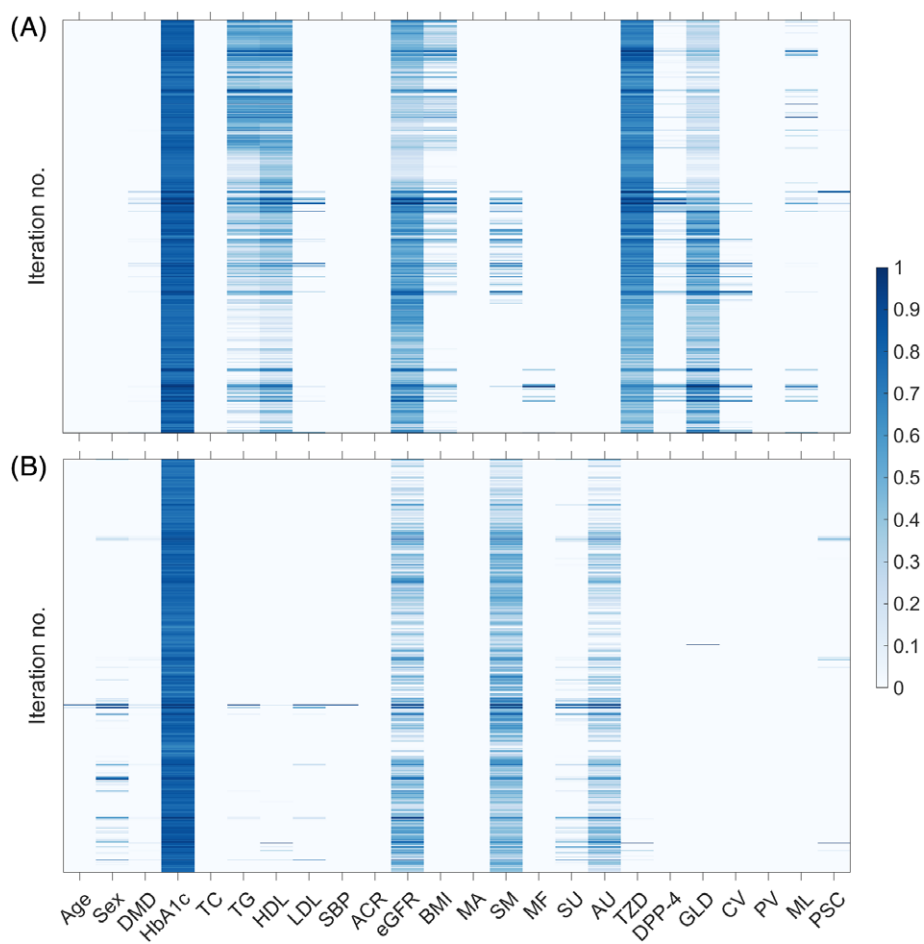 (A)
Iteration no.
(B)
Iteration no.
1
0.9
0.8
0.7
0.6
0.5
0.4
0.3
0.2
0.1
0
Age
Sex
DMD
HbA1c
TC
TG
HDL
LDL
SBP
ACR
eGFR
BMI
MA
SM
MF
SU
AU
TZD
DPP-4
GLD
CV
PV
ML
PSC